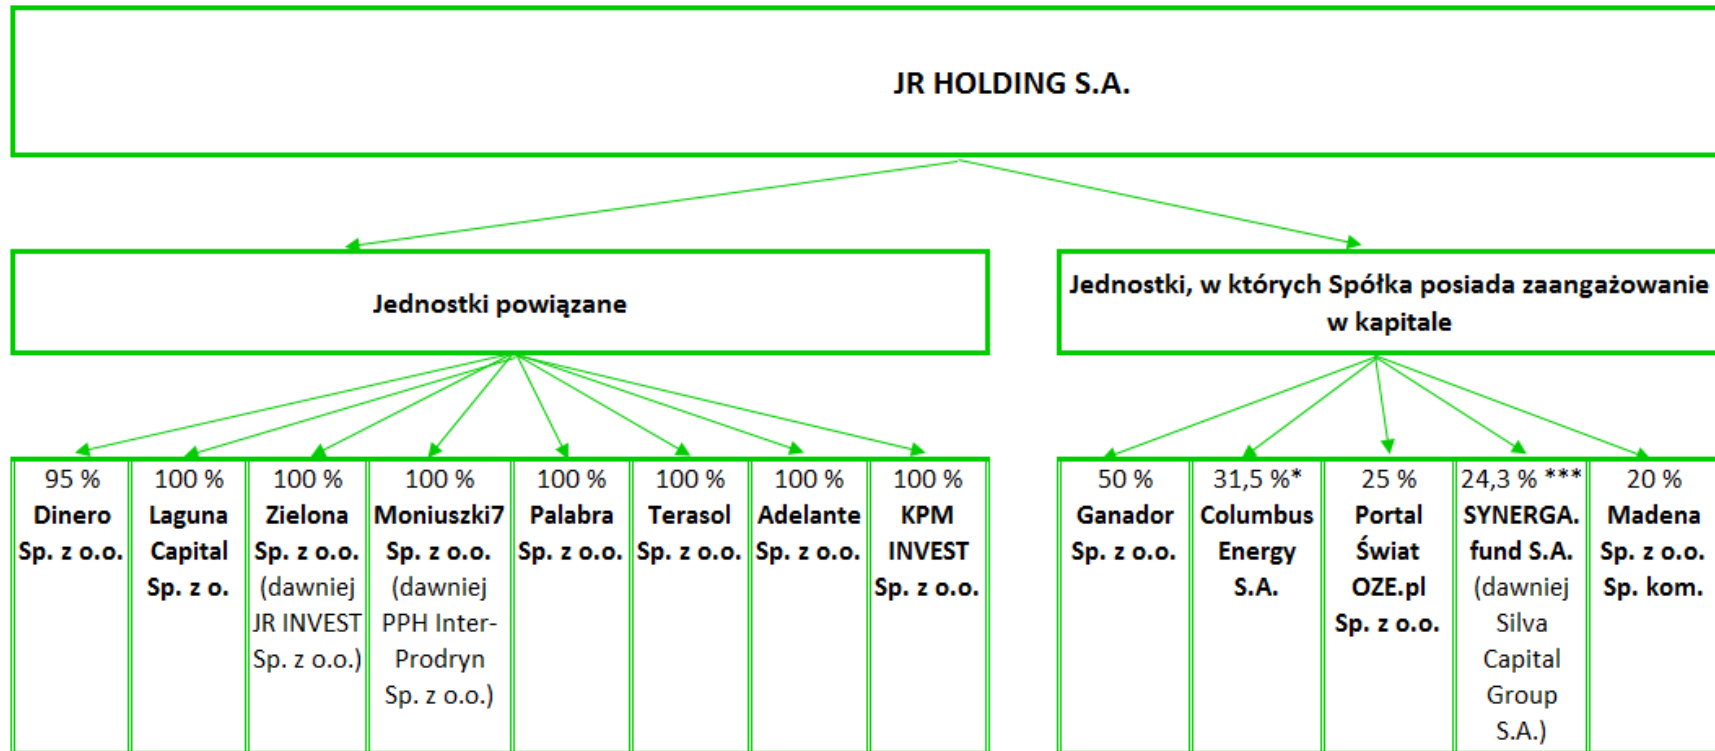 JR HOLDING S.A.
Jednostki powiązane
Jednostki, w których Spółka posiada zaangażowanie
w kapitale
95 %
Dinero
Sp. z o.o.
100 %
Laguna
Capital
Sp. z o.
100 %
Zielona
Sp. z o.o.
(dawniej
JR INVEST
Sp. z o.o.)
100 %
Moniuszki7
Sp. z o.o.
(dawniej
PPH Inter-
Prodryn
Sp. z o.o.)
100 %
Palabra
Sp. z o.o.
100 %
Terasol
Sp. z o.o.
100 %
Adelante
Sp. z o.o.
100 %
KPM
INVEST
Sp. z o.o.
50 %
Ganador
Sp. z o.o.
31,5 %*
Columbus
Energy
S.A.
25 %
Portal
Świat
OZE.pl
Sp. z o.o.
24,3 % ***
SYNERGA.
fund S.A.
(dawniej
Silva
Capital
Group
S.A.)
20 %
Madena
Sp. z o.o.
Sp. kom.